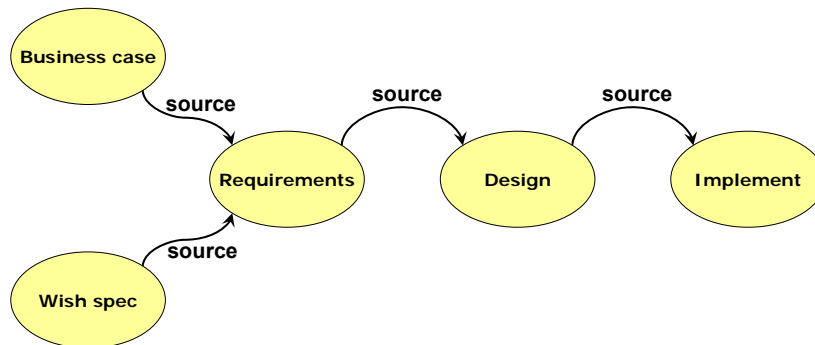 Business case
source
source
source
Requirements
Design
Implement
source
Wish spec